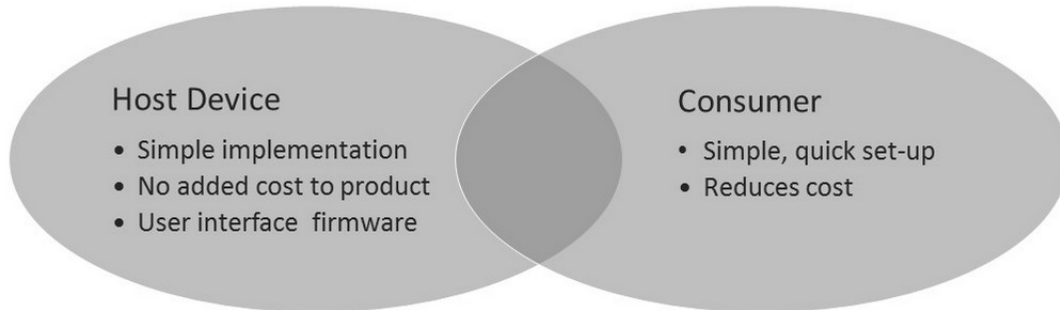 Host Device
• Simple implementation
• No added cost to product
• User interface firmware
Consumer
• Simple, quick set-up
• Reduces cost